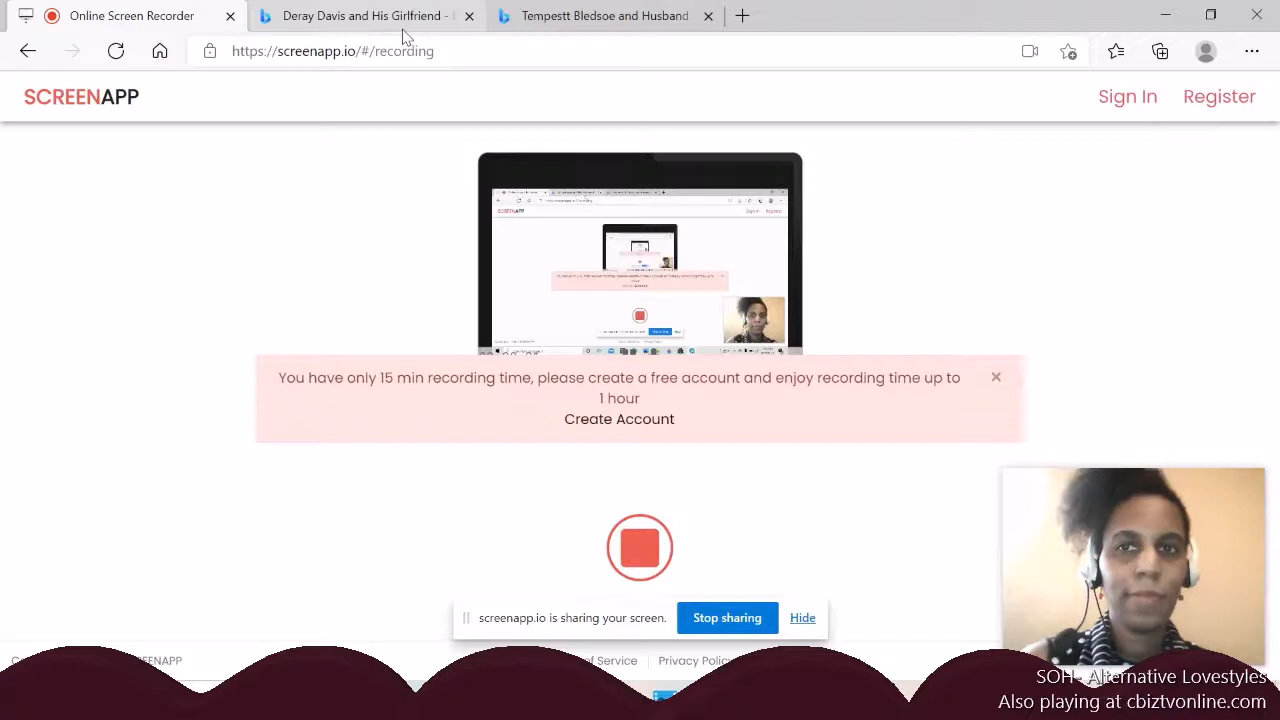 Online Screen Recorder
Deray Davis and His Girlfriend -
Tempestt Bledsoe and Husband
https://screenapp.io/#/recording
SCREENAPP
Sign In
Register
You have only 15 min recording time, please create a free account and enjoy recording time up to
1 hour
Create Account
screenapp.io is sharing your screen.
Stop sharing
Hide
of Service
Privacy Policy
SOH- Alternative Lovestyles
Also playing at cbiztvonline.com